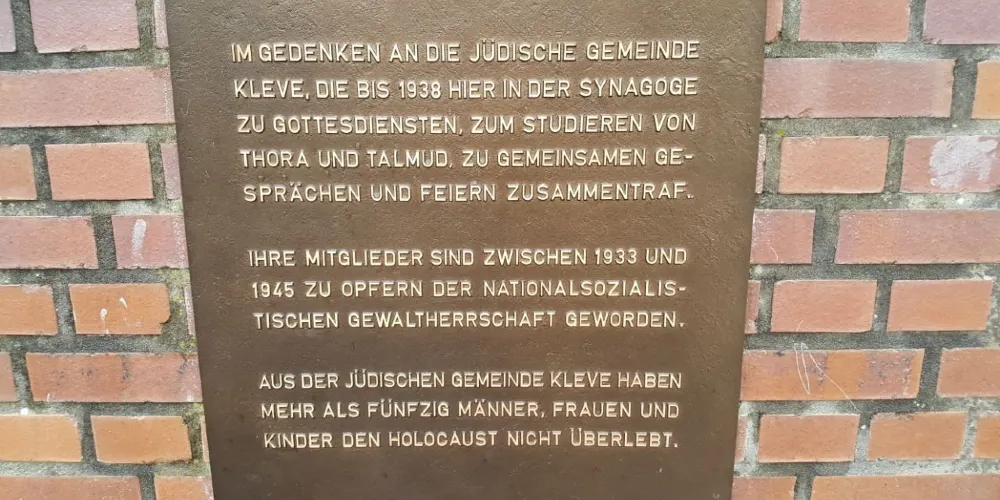 IM GEDENKEN AN DIE JÜDISCHE GEMEINDE
KLEVE, DIE BIS 1938 HIER IN DER SYNAGOGE
ZU GOTTESDIENSTEN, ZUM STUDIEREN VON
THORA UND TALMUD, ZU GEMEINSAMEN GE-
SPRÄCHEN UND FEIERN ZUSAMMENTRAF.
IHRE MITGLIEDER SIND ZWISCHEN 1933 UND
1945 ZU OPFERN DER NATIONALSOZIALIS-
TISCHEN GEWALTHERRSCHAFT GEWORDEN.
AUS DER JÜDISCHEN GEMEINDE KLEVE HABEN
MEHR ALS FÜNFZIG MÄNNER, FRAUEN UND
KINDER DEN HOLOCAUST NICHT ÜBERLEBT.